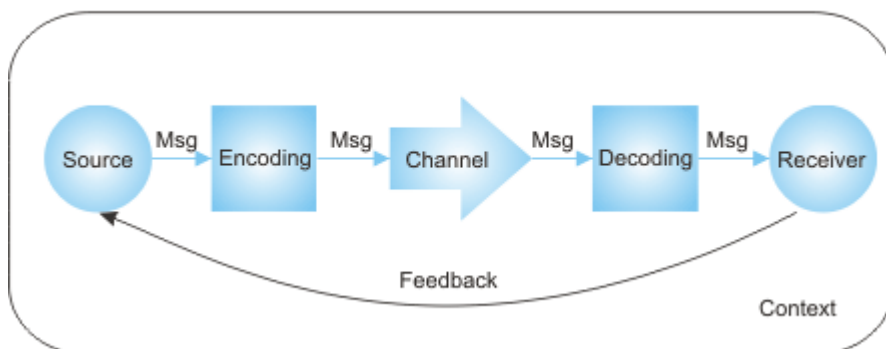 Msg Msg Msg Msg
Source Encoding Channel Decoding Receiver
Feedback
Context